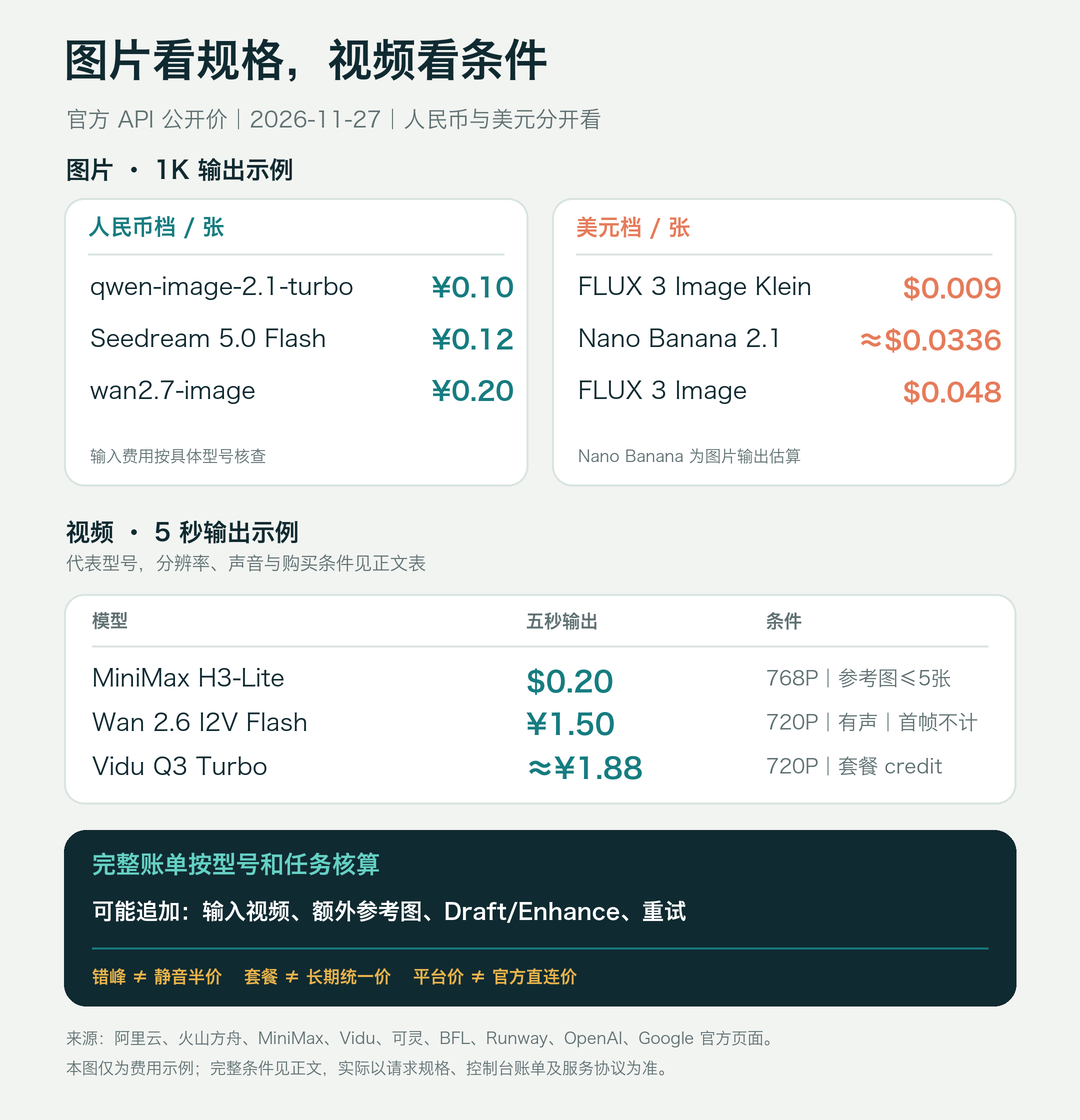 图片看规格，视频看条件
官方 API 公开价｜2026-11-27｜人民币与美元分开看
图片 · 1K 输出示例
人民币档 / 张
qwen-image-2.1-turbo ¥0.10
Seedream 5.0 Flash ¥0.12
wan2.7-image ¥0.20
输入费用按具体型号核查
美元档 / 张
FLUX 3 Image Klein $0.009
Nano Banana 2.1 ≈$0.0336
FLUX 3 Image $0.048
Nano Banana 为图片输出估算
视频 · 5 秒输出示例
代表型号，分辨率、声音与购买条件见正文表
模型 五秒输出 条件
MiniMax H3-Lite $0.20 768P｜参考图≤5张
Wan 2.6 I2V Flash ¥1.50 720P｜有声｜首帧不计
Vidu Q3 Turbo ≈¥1.88 720P｜套餐 credit
完整账单按型号和任务核算
可能追加：输入视频、额外参考图、Draft/Enhance、重试
错峰 ≠ 静音半价 套餐 ≠ 长期统一价 平台价 ≠ 官方直连价
来源：阿里云、火山方舟、MiniMax、Vidu、可灵、BFL、Runway、OpenAI、Google 官方页面。
本图仅为费用示例；完整条件见正文，实际以请求规格、控制台账单及服务协议为准。